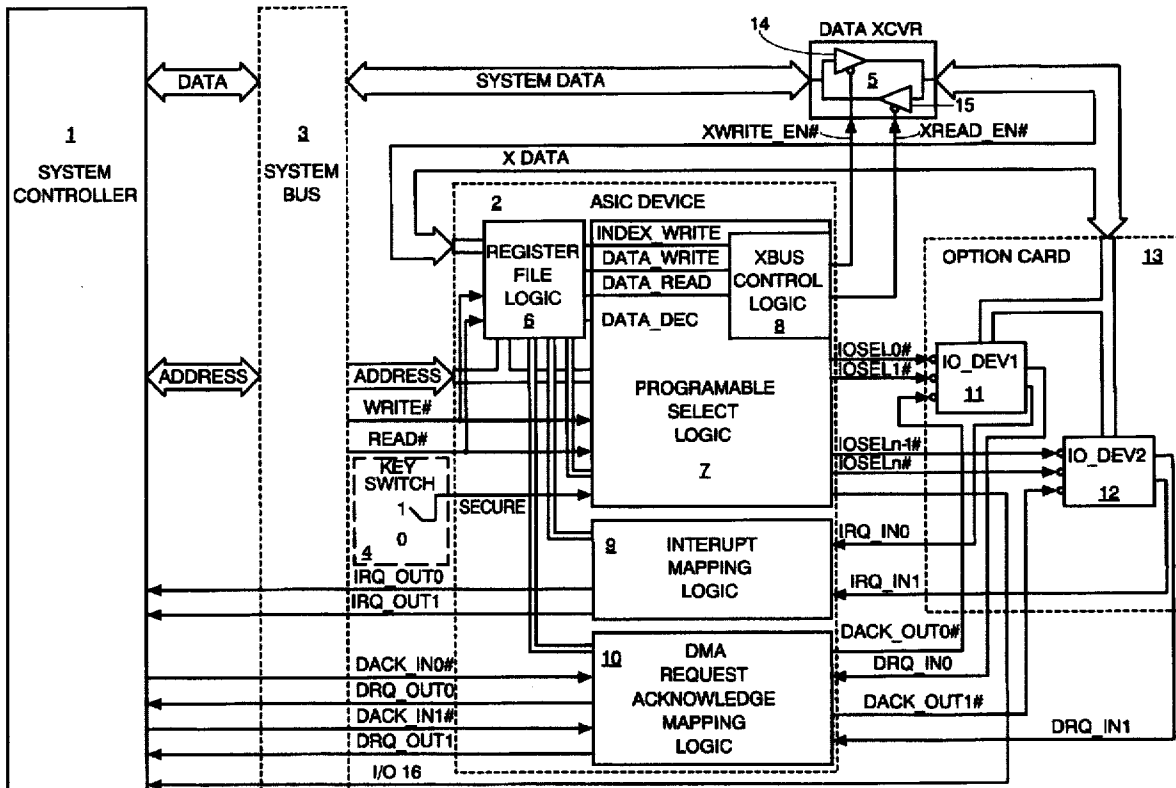 14
DATA XCVR
DATA
SYSTEM DATA
5
15
1
SYSTEM
CONTROLLER
3
SYSTEM
BUS
XWRITE_EN#
XREAD_EN#
X DATA
2
ASIC DEVICE
REGISTER
FILE
LOGIC
6
INDEX_WRITE
DATA_WRITE
DATA_READ
DATA_DEC
XBUS
CONTROL
LOGIC
8
OPTION CARD
13
IOSEL0#
IOSEL1#
IO_DEV1
11
ADDRESS
ADDRESS
WRITE#
READ#
PROGRAMABLE
SELECT
LOGIC
7
IOSELn-1#
IOSELn#
IO_DEV2
12
KEY
SWITCH
1
0
4
SECURE
9
INTERUPT
MAPPING
LOGIC
IRQ_IN0
IRQ_IN1
IRQ_OUT0
IRQ_OUT1
10
DMA
REQUEST
ACKNOWLEDGE
MAPPING
LOGIC
DACK_OUT0#
DRQ_IN0
DACK_OUT1#
DRQ_IN1
DACK_IN0#
DRQ_OUT0
DACK_IN1#
DRQ_OUT1
I/O 16